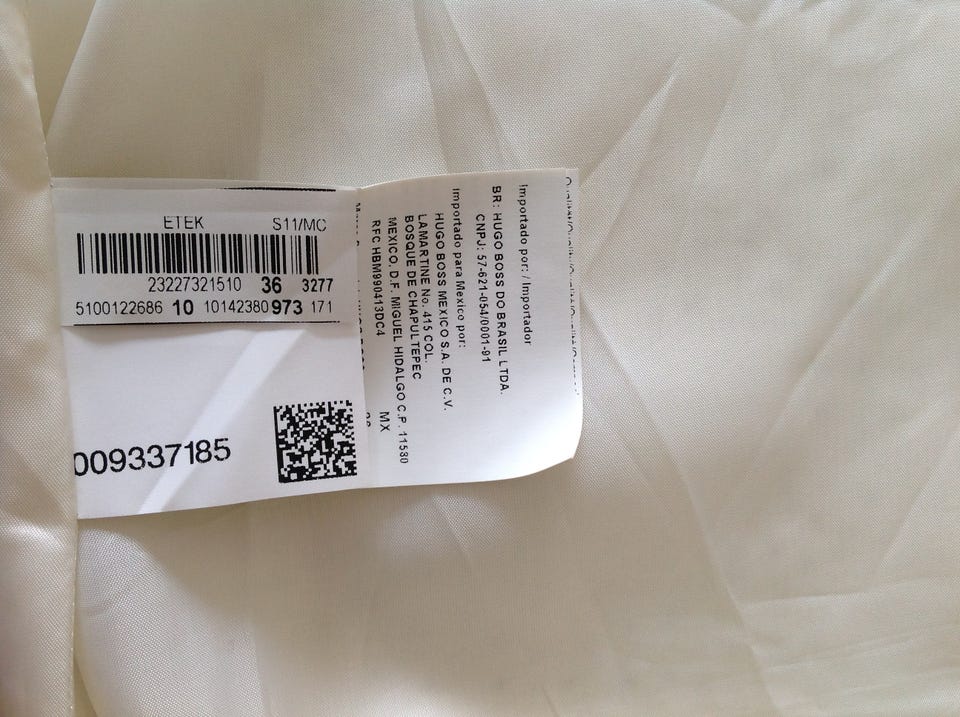 ETEK S11/MC
23227321510 36 3277
5100122686 10 10142380 973 171
009337185
Importado por: / Importador
BR: HUGO BOSS DO BRASIL LTDA.
CNPJ: 57-621-054/0001-91
Importado para Mexico por:
HUGO BOSS MEXICO S.A. DE C.V.
LAMARTINE No. 415 COL.
BOSQUE DE CHAPULTEPEC
MEXICO, D.F. MIGUEL HIDALGO C.P. 11530
RFC HBM990413DC4 MX